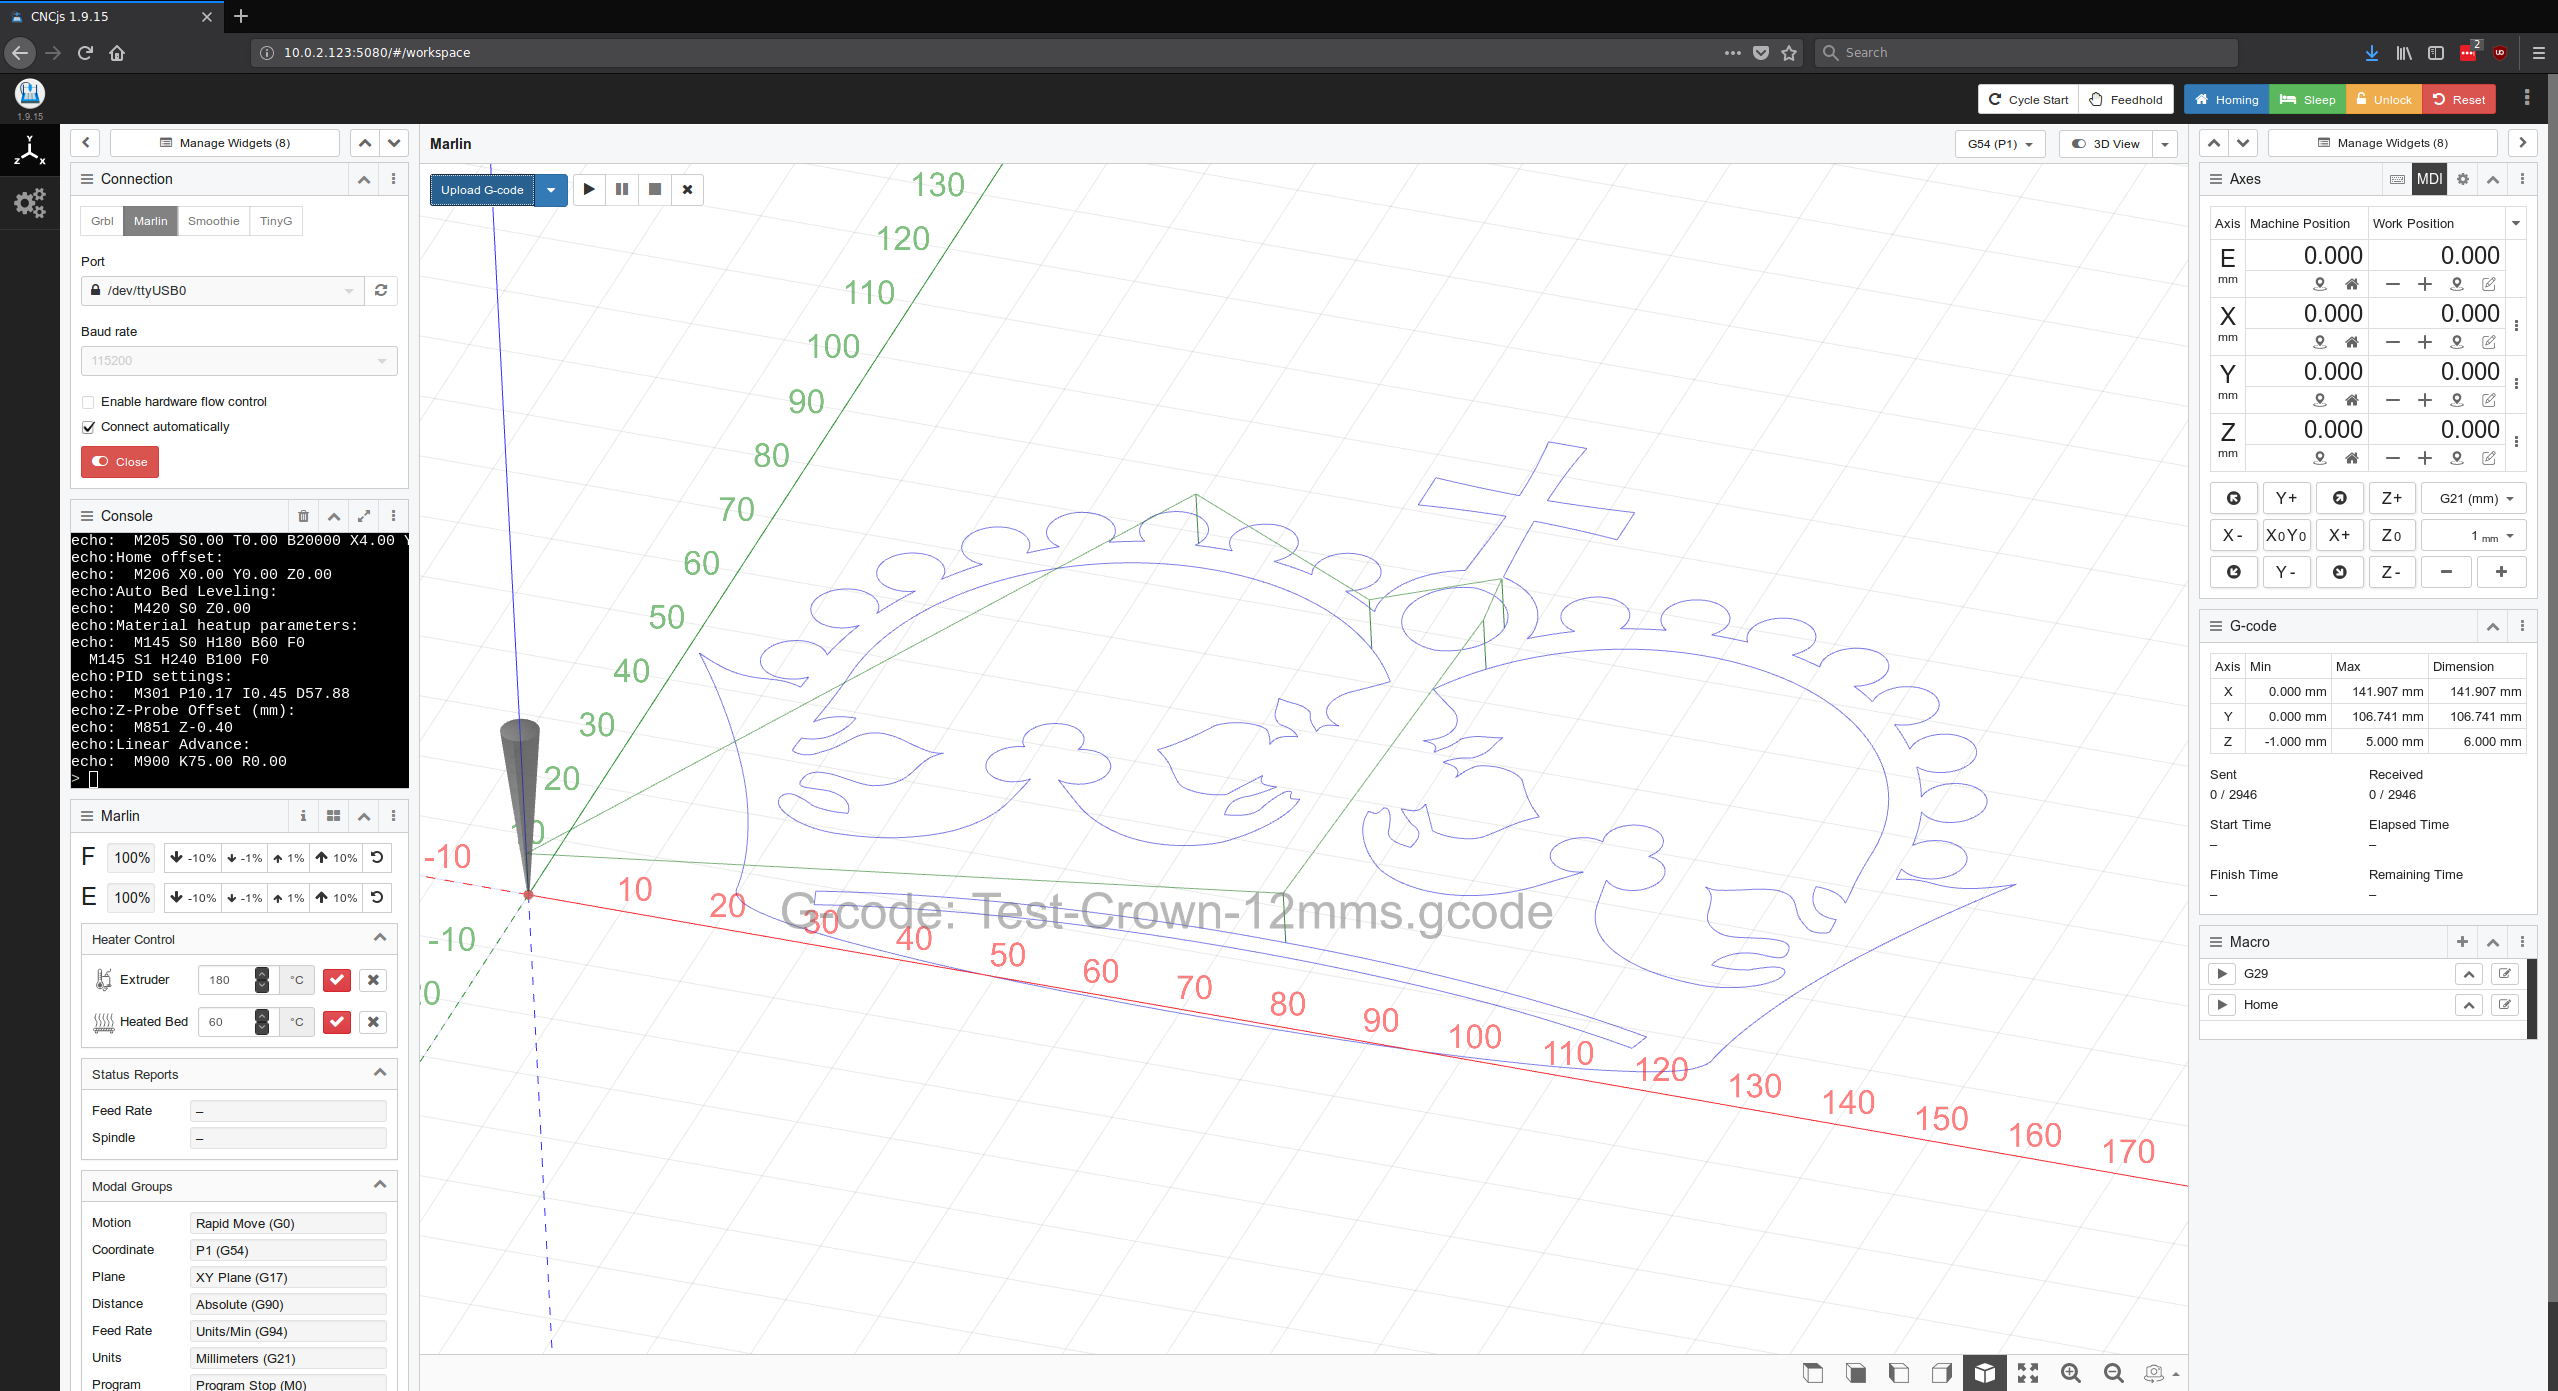 CNCjs 1.9.15
10.0.2.123:5080/#/workspace
Search
2
1.9.15
Cycle Start
Feedhold
Homing
Sleep
Unlock
Reset
Manage Widgets (8)
Connection
Grbl
Marlin
Smoothie
TinyG
Port
/dev/ttyUSB0
Baud rate
115200
Enable hardware flow control
Connect automatically
Close
Console
echo:  M205 S0.00 T0.00 B20000 X4.00
echo:Home offset:
echo:  M206 X0.00 Y0.00 Z0.00
echo:Auto Bed Leveling:
echo:  M420 S0 Z0.00
echo:Material heatup parameters:
echo:  M145 S0 H180 B60 F0
M145 S1 H240 B100 F0
echo:PID settings:
echo:  M301 P10.17 I0.45 D57.88
echo:Z-Probe Offset (mm):
echo:  M851 Z-0.40
echo:Linear Advance:
echo:  M900 K75.00 R0.00
>
Marlin
F 100% -10% -1% 1% 10%
E 100% -10% -1% 1% 10%
Heater Control
Extruder 180 °C
Heated Bed 60 °C
Status Reports
Feed Rate –
Spindle –
Modal Groups
Motion Rapid Move (G0)
Coordinate P1 (G54)
Plane XY Plane (G17)
Distance Absolute (G90)
Feed Rate Units/Min (G94)
Units Millimeters (G21)
Program Program Stop (M0)
Marlin
G54 (P1)
3D View
Upload G-code
130
120
110
100
90
80
70
60
50
40
30
20
-10
-10
10
20
30
40
50
60
70
80
90
100
110
120
130
140
150
160
170
G-code: Test-Crown-12mms.gcode
Manage Widgets (8)
Axes
MDI
Axis Machine Position Work Position
E mm 0.000 0.000
X mm 0.000 0.000
Y mm 0.000 0.000
Z mm 0.000 0.000
Y+ Z+ G21 (mm)
X- X0Y0 X+ Z0 1 mm
Y- Z-
G-code
Axis Min Max Dimension
X 0.000 mm 141.907 mm 141.907 mm
Y 0.000 mm 106.741 mm 106.741 mm
Z -1.000 mm 5.000 mm 6.000 mm
Sent Received
0 / 2946 0 / 2946
Start Time Elapsed Time
– –
Finish Time Remaining Time
– –
Macro
G29
Home